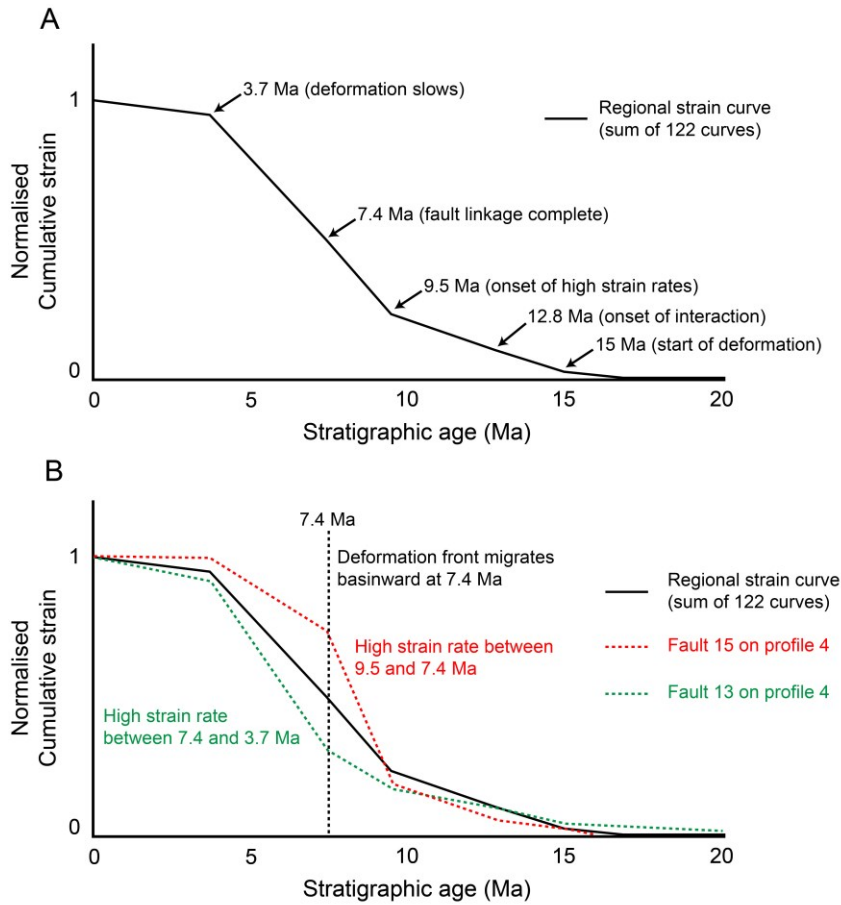 A
1
0
Normalised
Cumulative strain
3.7 Ma (deformation slows)
7.4 Ma (fault linkage complete)
9.5 Ma (onset of high strain rates)
12.8 Ma (onset of interaction)
15 Ma (start of deformation)
Regional strain curve
(sum of 122 curves)
0 5 10 15 20
Stratigraphic age (Ma)
B
1
0
Normalised
Cumulative strain
7.4 Ma
Deformation front migrates
basinward at 7.4 Ma
High strain rate between
9.5 and 7.4 Ma
High strain rate
between 7.4 and 3.7 Ma
Regional strain curve
(sum of 122 curves)
Fault 15 on profile 4
Fault 13 on profile 4
0 5 10 15 20
Stratigraphic age (Ma)